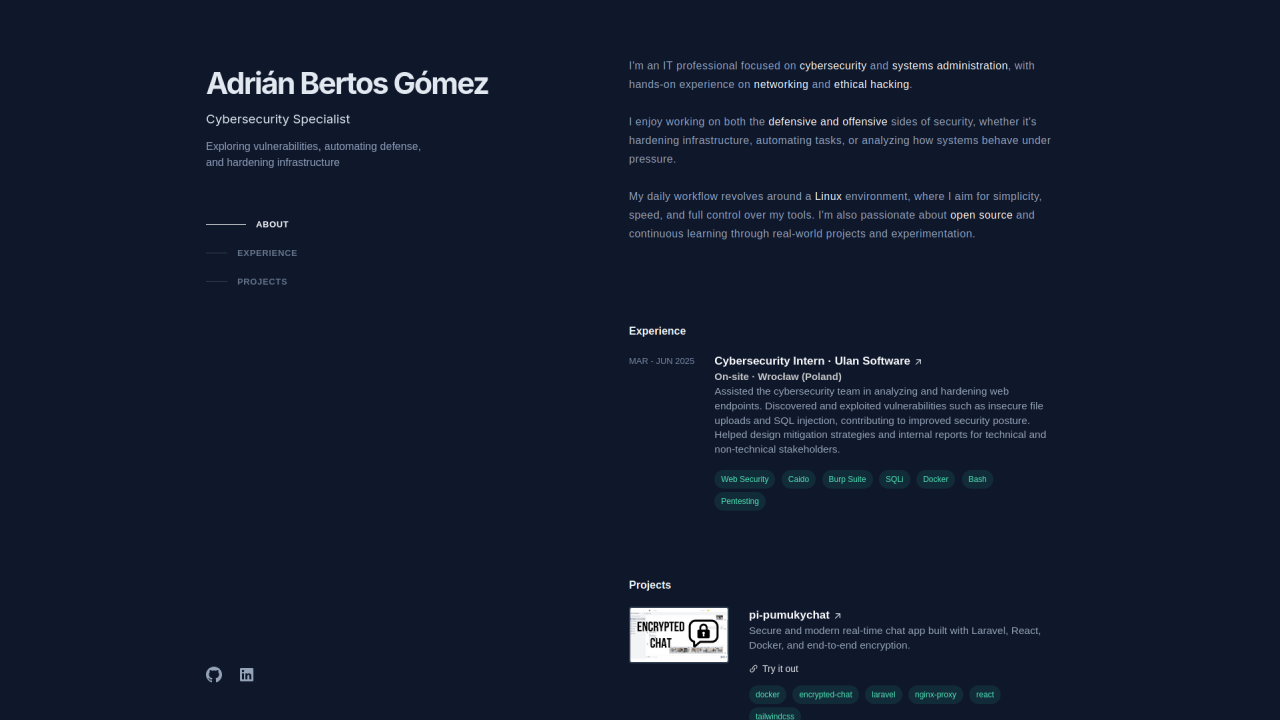 Adrián Bertos Gómez
Cybersecurity Specialist
Exploring vulnerabilities, automating defense,
and hardening infrastructure
ABOUT
EXPERIENCE
PROJECTS
I'm an IT professional focused on cybersecurity and systems administration, with
hands-on experience on networking and ethical hacking.
I enjoy working on both the defensive and offensive sides of security, whether it's
hardening infrastructure, automating tasks, or analyzing how systems behave under
pressure.
My daily workflow revolves around a Linux environment, where I aim for simplicity,
speed, and full control over my tools. I'm also passionate about open source and
continuous learning through real-world projects and experimentation.
Experience
MAR - JUN 2025
Cybersecurity Intern · Ulan Software
On-site · Wrocław (Poland)
Assisted the cybersecurity team in analyzing and hardening web
endpoints. Discovered and exploited vulnerabilities such as insecure file
uploads and SQL injection, contributing to improved security posture.
Helped design mitigation strategies and internal reports for technical and
non-technical stakeholders.
Web Security Caido Burp Suite SQLi Docker Bash
Pentesting
Projects
ENCRYPTED
CHAT
pi-pumukychat
Secure and modern real-time chat app built with Laravel, React,
Docker, and end-to-end encryption.
Try it out
docker encrypted-chat laravel nginx-proxy react
tailwindcss